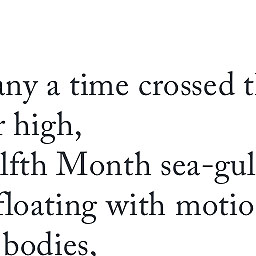 any a time crossed t
r high,
lfth Month sea-gul
floating with motio
bodies,